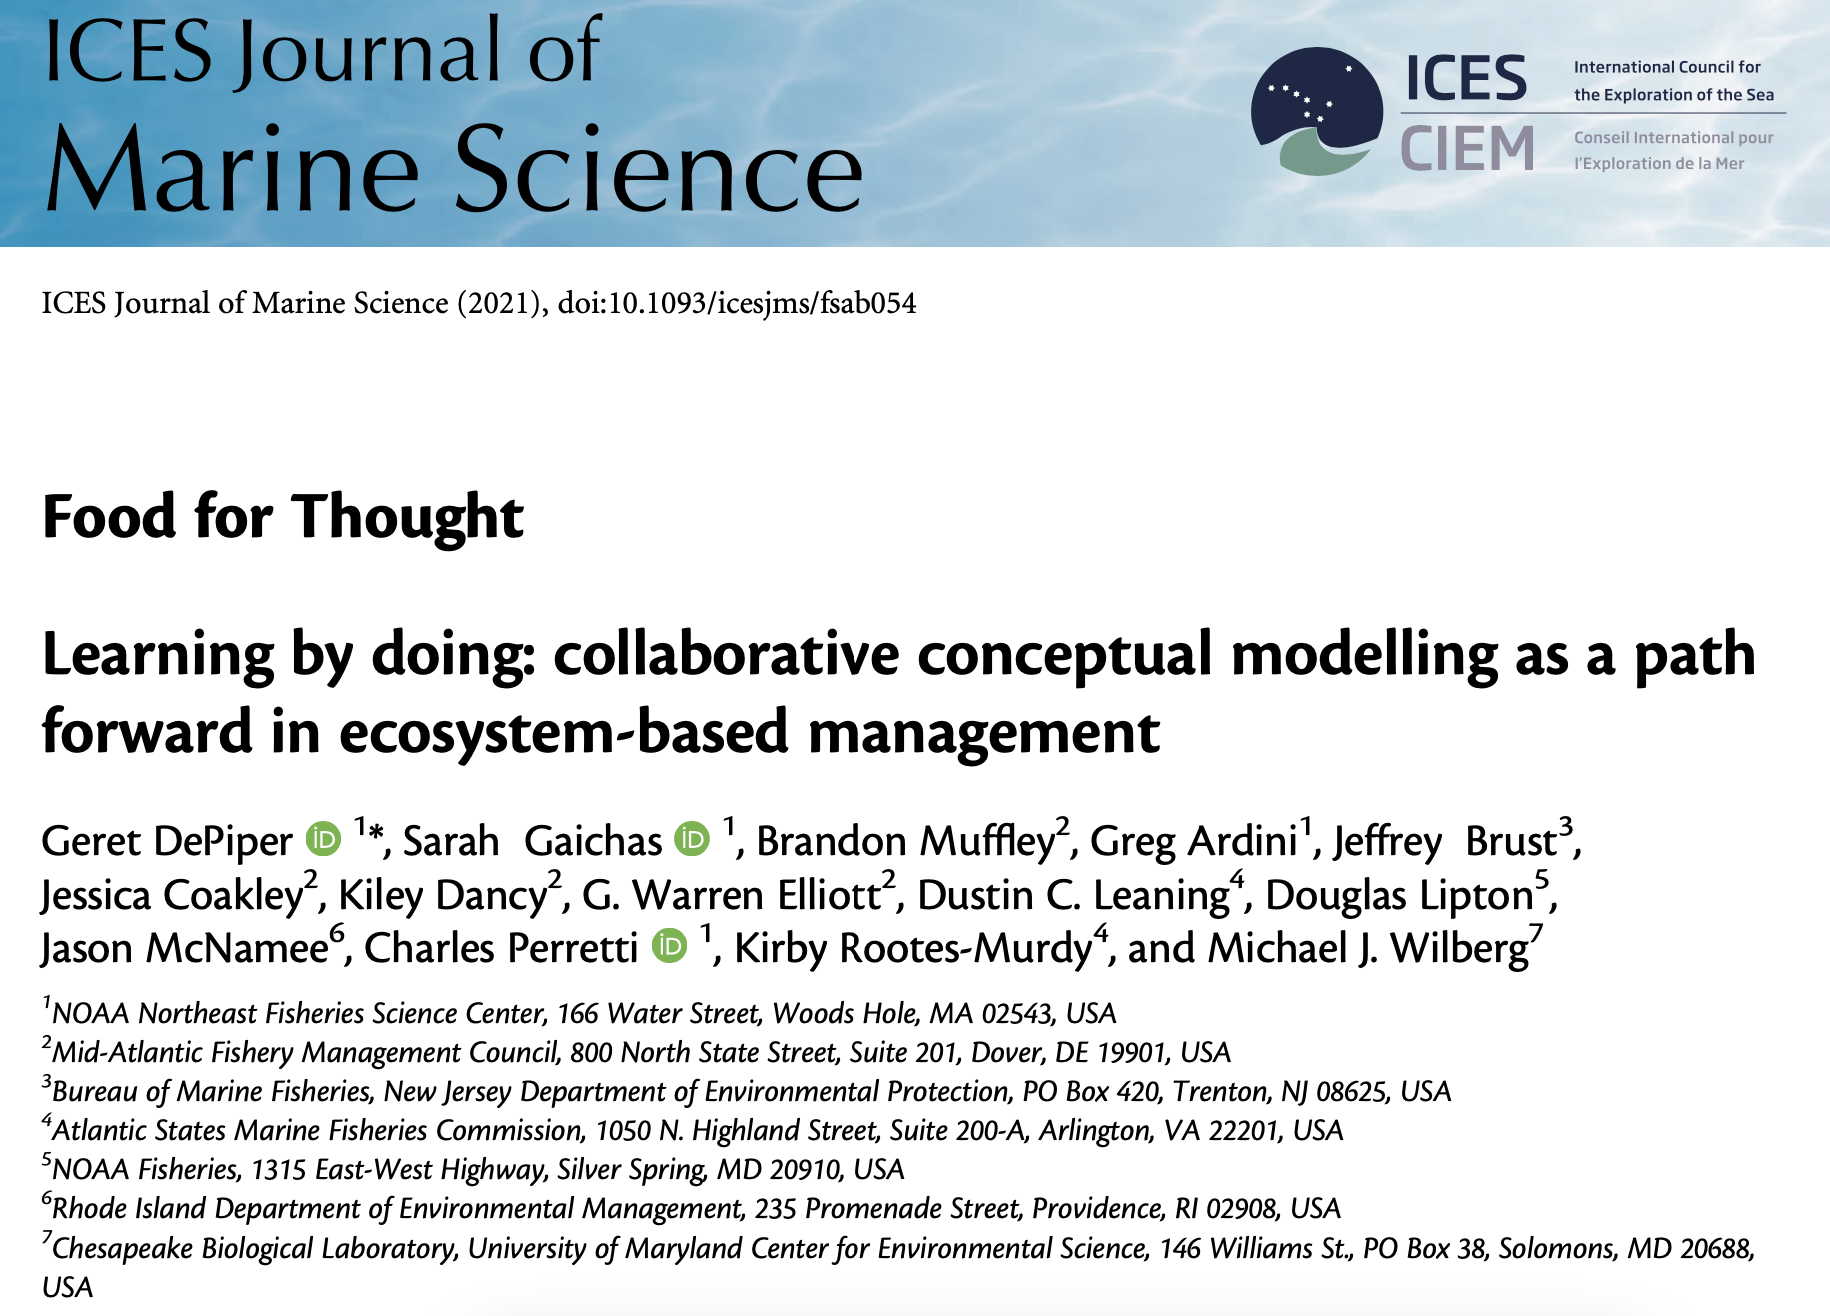 ICES Journal of
Marine Science
ICES
CIEM
International Council for
the Exploration of the Sea
Conseil International pour
l'Exploration de la Mer
ICES Journal of Marine Science (2021), doi:10.1093/icesjms/fsab054
Food for Thought
Learning by doing: collaborative conceptual modelling as a path
forward in ecosystem-based management
Geret DePiper iD 1*, Sarah Gaichas iD 1, Brandon Muffley2, Greg Ardini1, Jeffrey Brust3,
Jessica Coakley2, Kiley Dancy2, G. Warren Elliott2, Dustin C. Leaning4, Douglas Lipton5,
Jason McNamee6, Charles Perretti iD 1, Kirby Rootes-Murdy4, and Michael J. Wilberg7
1NOAA Northeast Fisheries Science Center, 166 Water Street, Woods Hole, MA 02543, USA
2Mid-Atlantic Fishery Management Council, 800 North State Street, Suite 201, Dover, DE 19901, USA
3Bureau of Marine Fisheries, New Jersey Department of Environmental Protection, PO Box 420, Trenton, NJ 08625, USA
4Atlantic States Marine Fisheries Commission, 1050 N. Highland Street, Suite 200-A, Arlington, VA 22201, USA
5NOAA Fisheries, 1315 East-West Highway, Silver Spring, MD 20910, USA
6Rhode Island Department of Environmental Management, 235 Promenade Street, Providence, RI 02908, USA
7Chesapeake Biological Laboratory, University of Maryland Center for Environmental Science, 146 Williams St., PO Box 38, Solomons, MD 20688,
USA